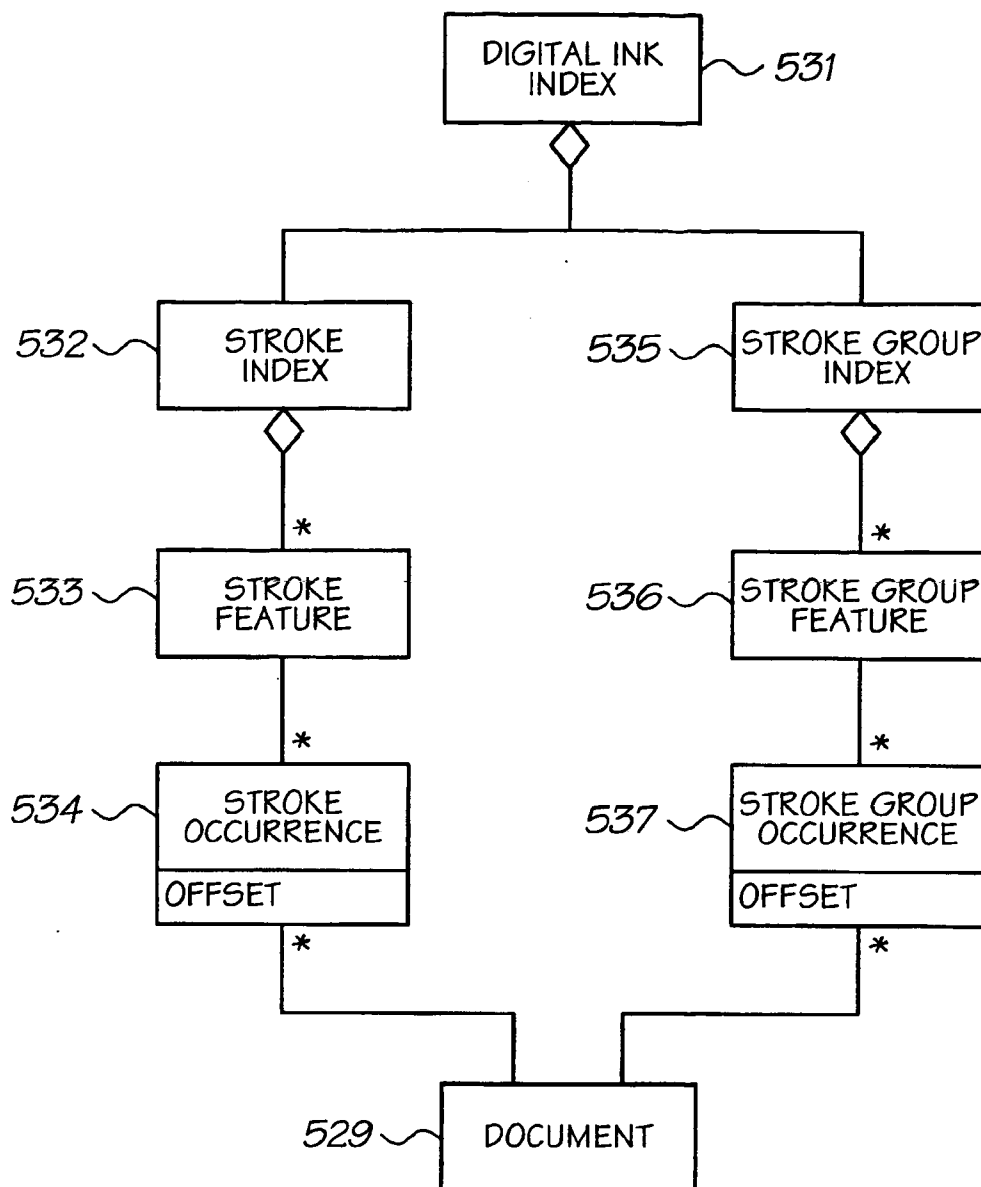 DIGITAL INK
INDEX
531
532
STROKE
INDEX
535
STROKE GROUP
INDEX
*
*
533
STROKE
FEATURE
536
STROKE GROUP
FEATURE
*
*
534
STROKE
OCCURRENCE
OFFSET
537
STROKE GROUP
OCCURRENCE
OFFSET
*
*
529
DOCUMENT